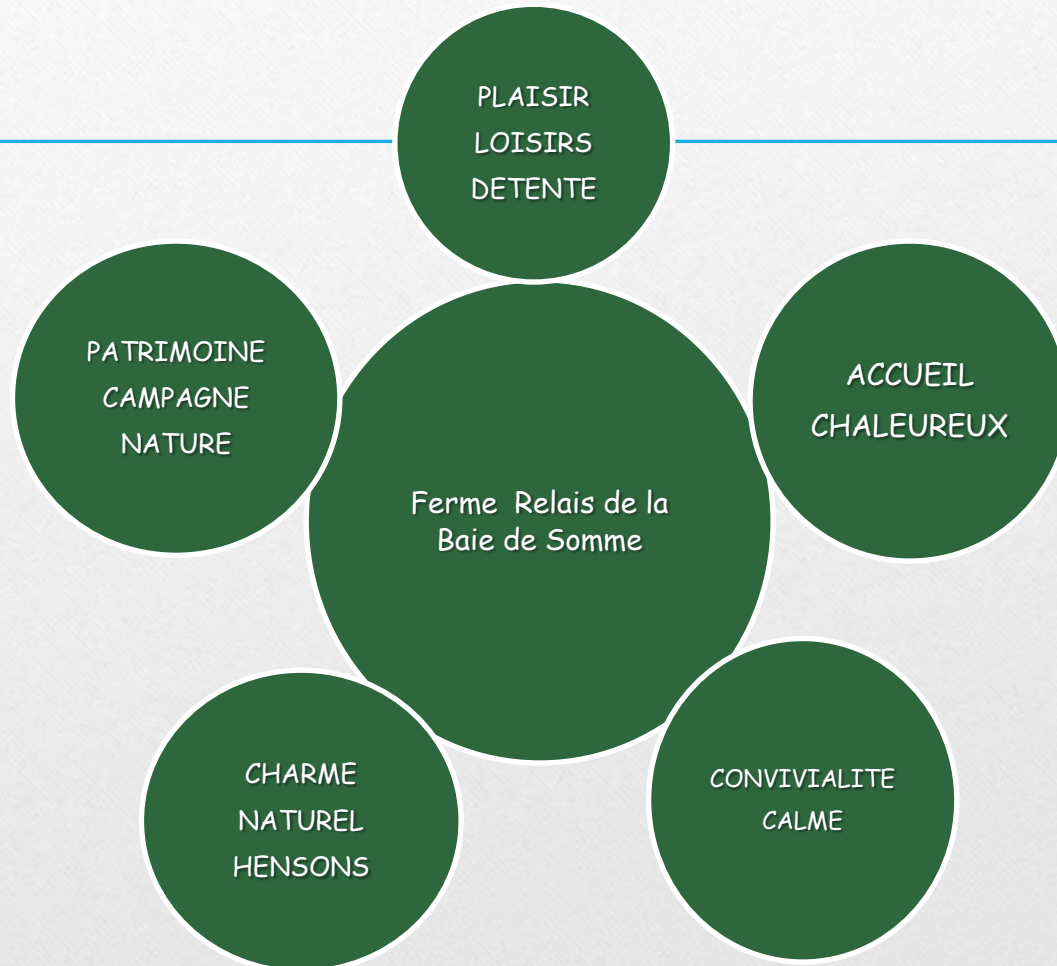 PLAISIR
LOISIRS
DETENTE
PATRIMOINE
CAMPAGNE
NATURE
ACCUEIL
CHALEUREUX
Ferme Relais de la
Baie de Somme
CHARME
NATUREL
HENSONS
CONVIVIALITE
CALME